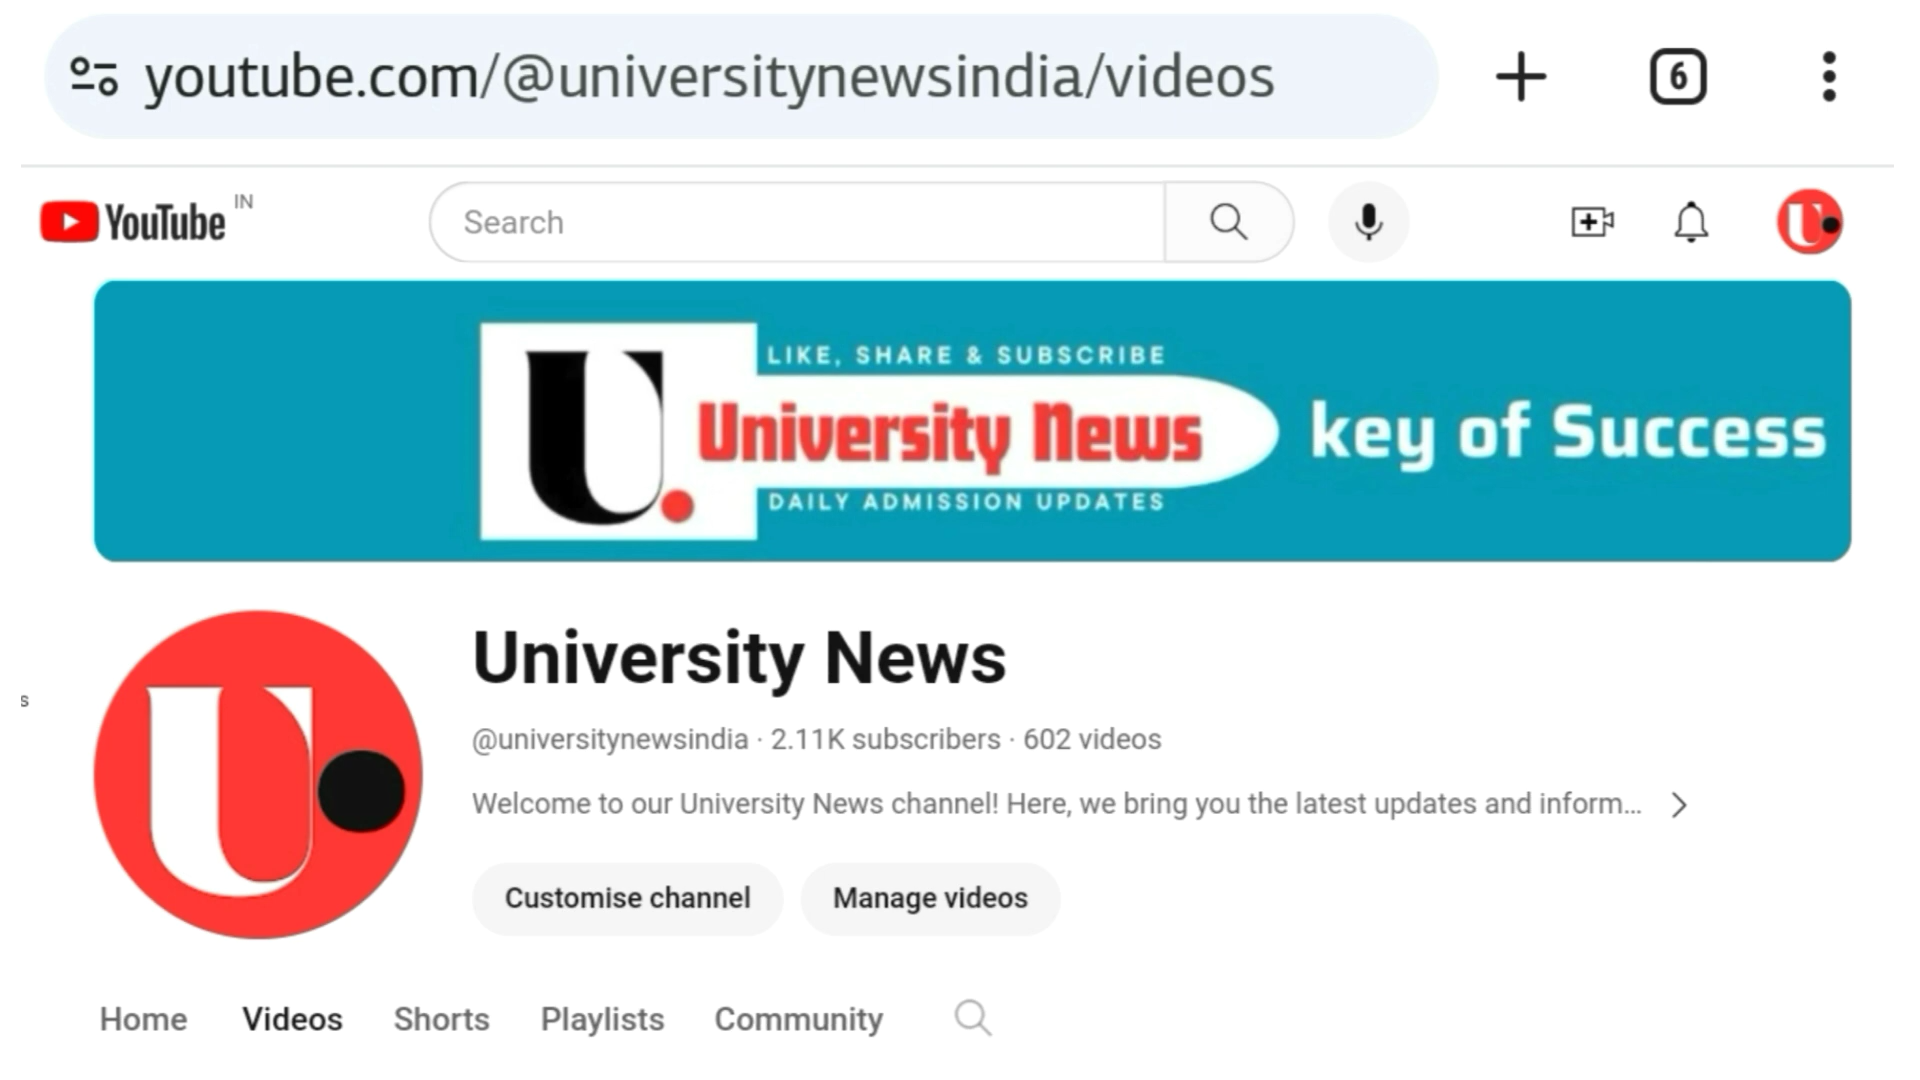 youtube.com/@universitynewsindia/videos
6
YouTube IN
Search
U
LIKE, SHARE & SUBSCRIBE
U. University News key of Success
DAILY ADMISSION UPDATES
U
University News
@universitynewsindia · 2.11K subscribers · 602 videos
s
Welcome to our University News channel! Here, we bring you the latest updates and inform...
Customise channel Manage videos
Home Videos Shorts Playlists Community